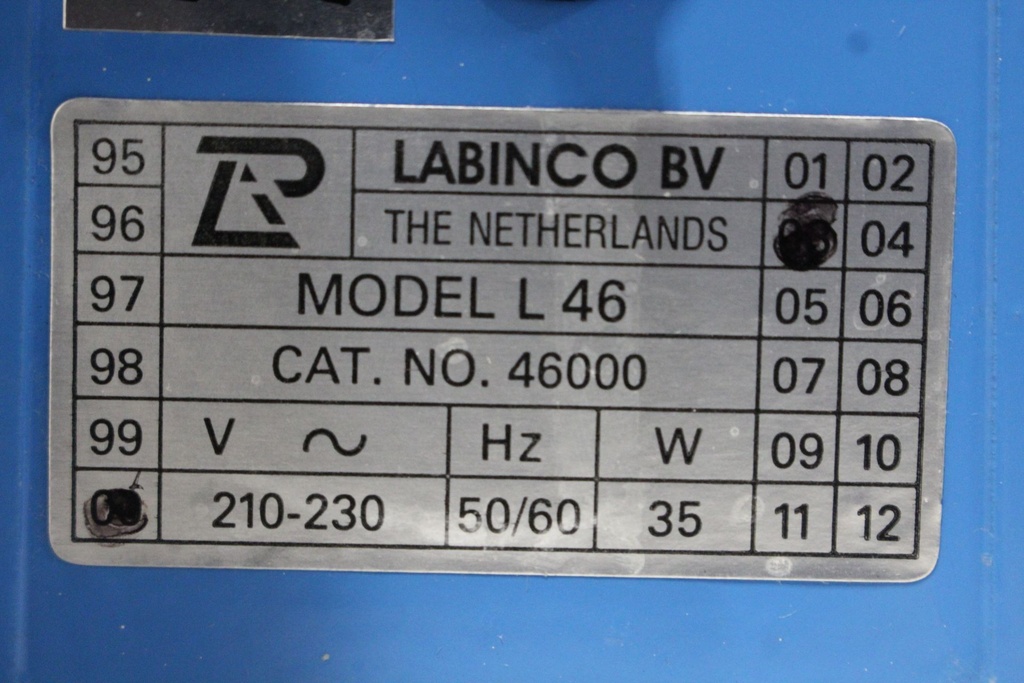 95 LABINCO BV 01 02
96 THE NETHERLANDS 04
97 MODEL L 46 05 06
98 CAT. NO. 46000 07 08
99 V ~ Hz W 09 10
210-230 50/60 35 11 12